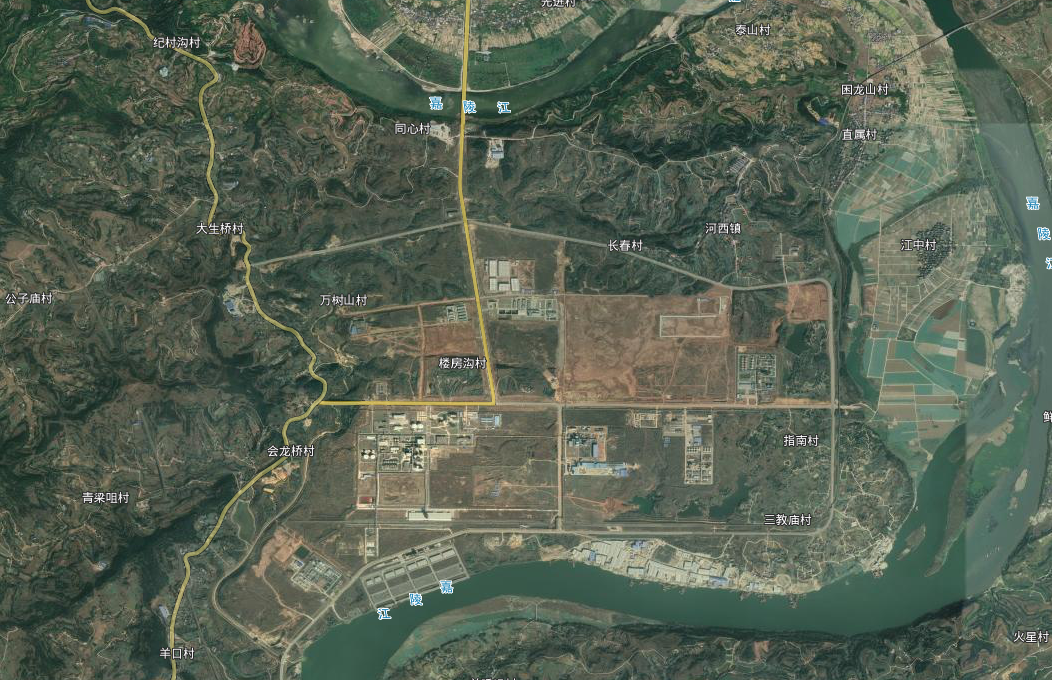 泰山村
纪村沟村
困龙山村
嘉 陵 江
同心村
直属村
嘉
陵
大生桥村
河西镇
长春村
江中村
公子庙村
万树山村
楼房沟村
指南村
会龙桥村
青梁咀村
三教庙村
江 陵 嘉
火星村
羊口村